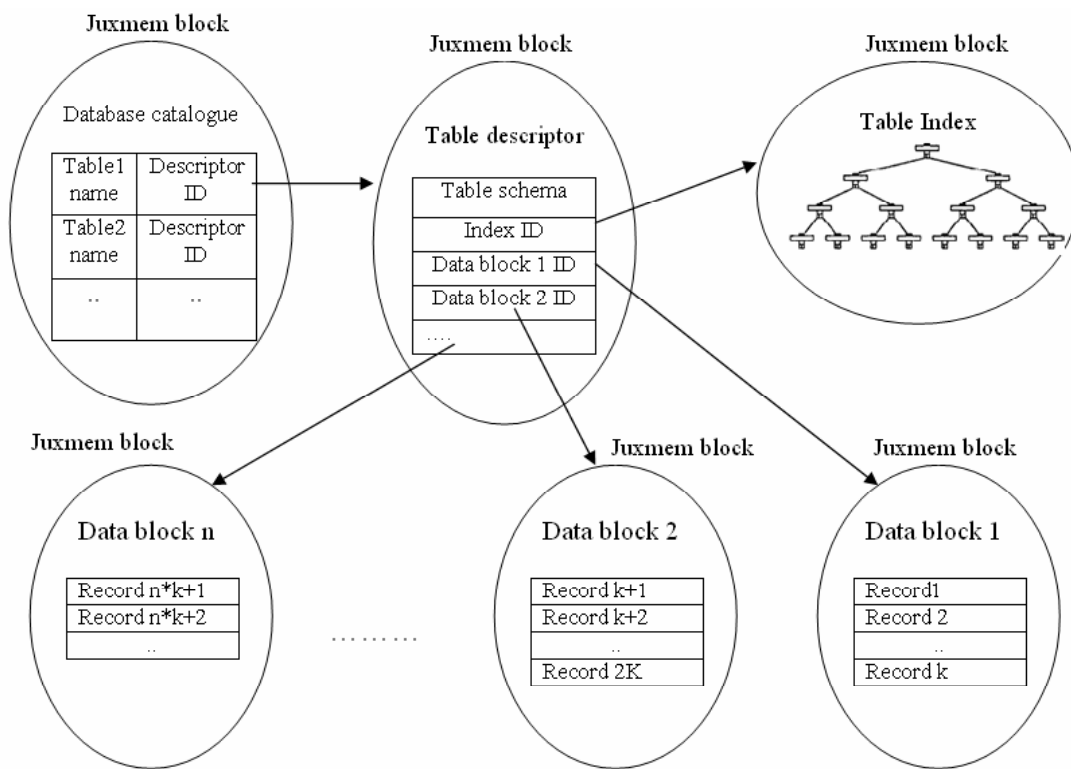 Juxmem block
Database catalogue
Table1
name
Descriptor
ID
Table2
name
Descriptor
ID
..
..
Juxmem block
Table descriptor
Table schema
Index ID
Data block 1 ID
Data block 2 ID
....
Juxmem block
Table Index
Juxmem block
Data block n
Record n*k+1
Record n*k+2
..
.........
Juxmem block
Data block 2
Record k+1
Record k+2
..
Record 2K
Juxmem block
Data block 1
Record1
Record 2
..
Record k